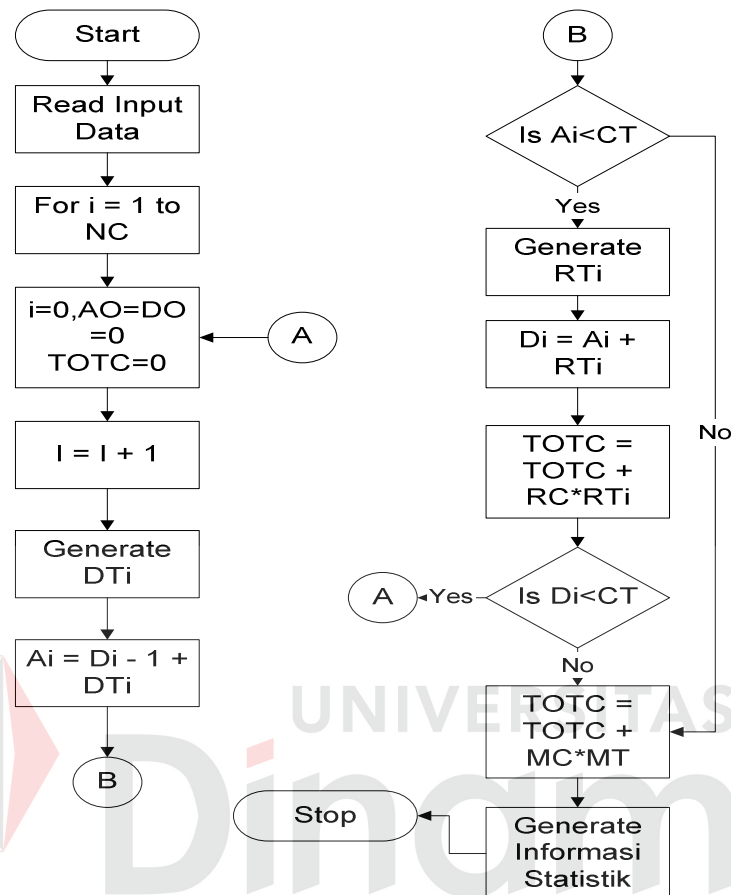 Start
Read Input
Data
For i = 1 to
NC
i=0,AO=DO
=0
TOTC=0
A
I = I + 1
Generate
DTi
Ai = Di - 1 +
DTi
B
B
Is Ai<CT
Yes
No
Generate
RTi
Di = Ai +
RTi
TOTC =
TOTC +
RC*RTi
Is Di<CT
Yes
A
No
TOTC =
TOTC +
MC*MT
Generate
Informasi
Statistik
Stop
UNIVERSITAS
Dinam